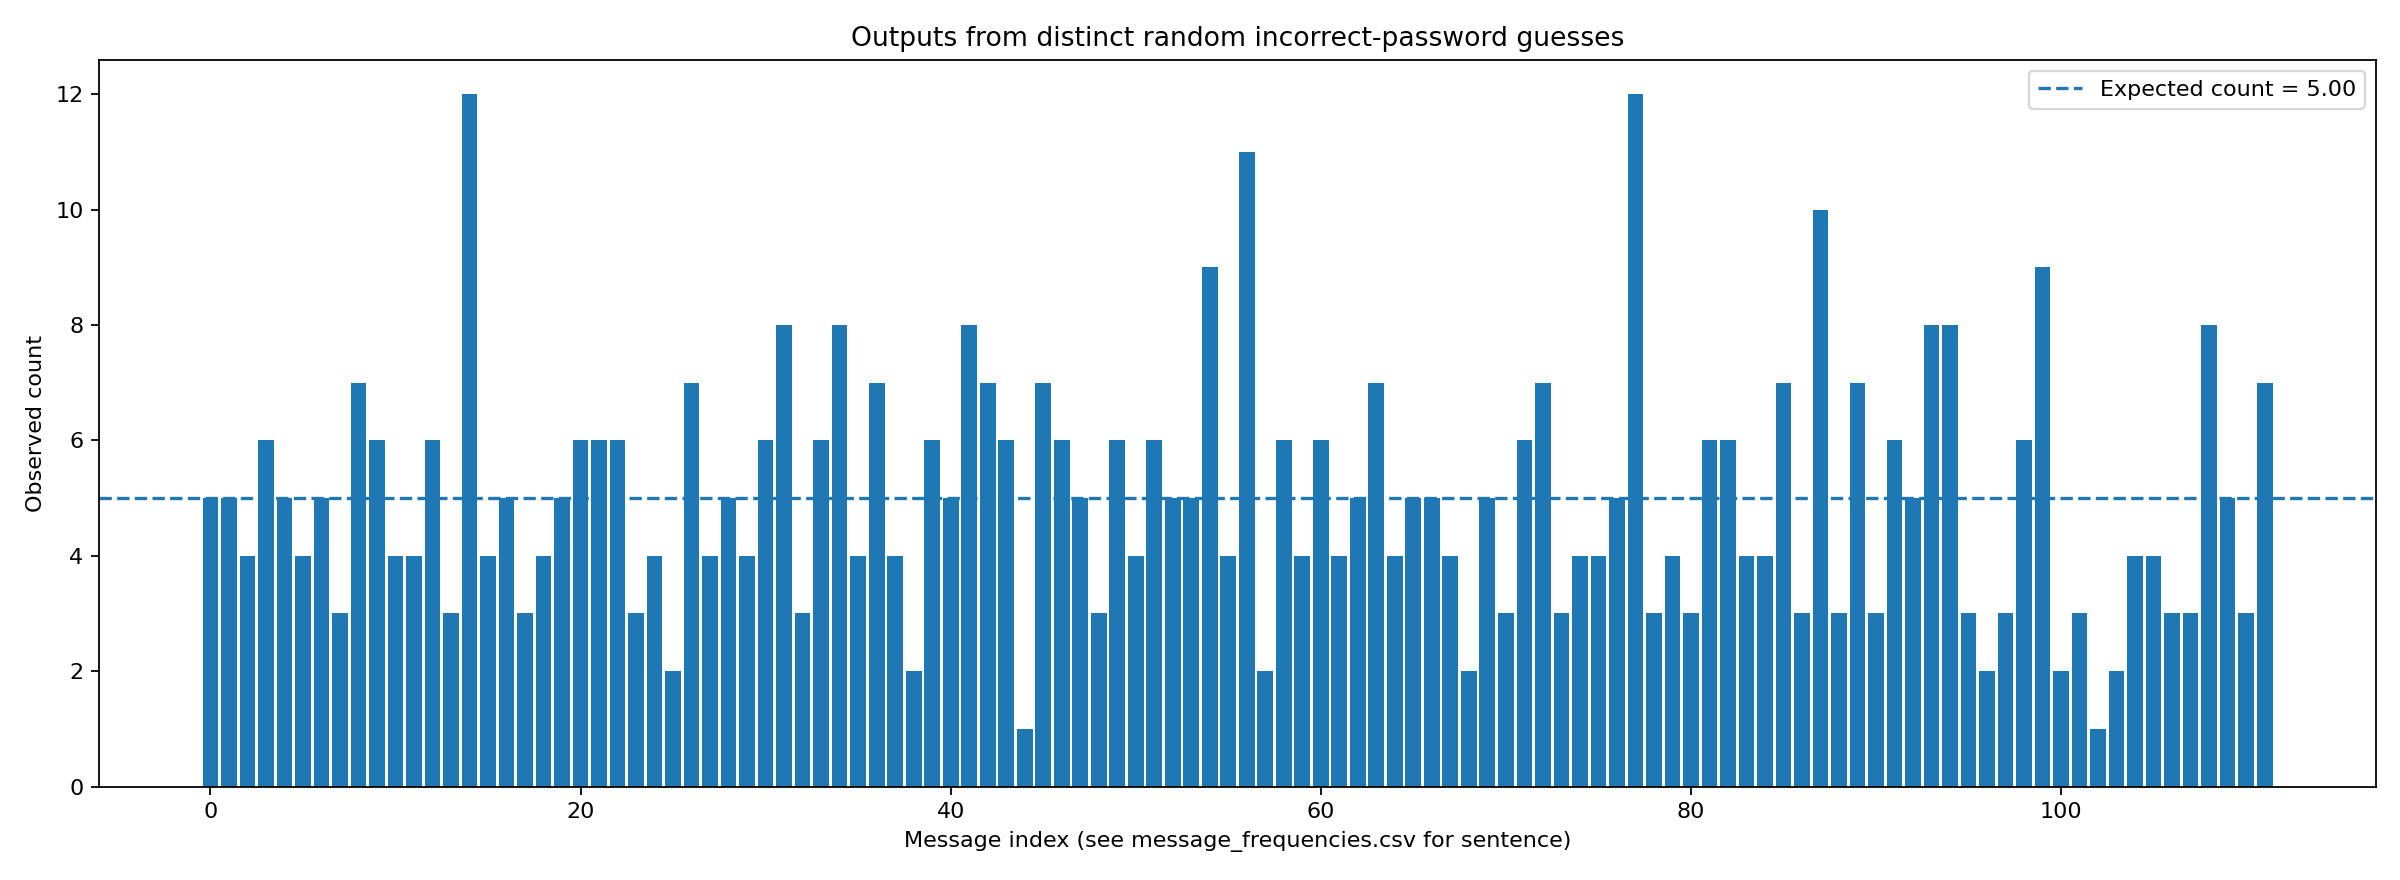 Outputs from distinct random incorrect-password guesses
Expected count = 5.00
Observed count
12
10
8
6
4
2
0
0 20 40 60 80 100
Message index (see message_frequencies.csv for sentence)